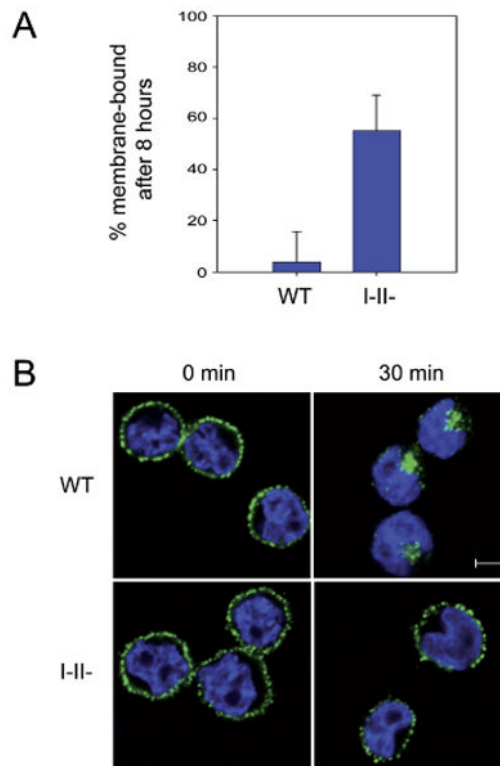 A
% membrane-bound
after 8 hours
100
80
60
40
20
0
WT
I-II-
B
0 min
30 min
WT
I-II-